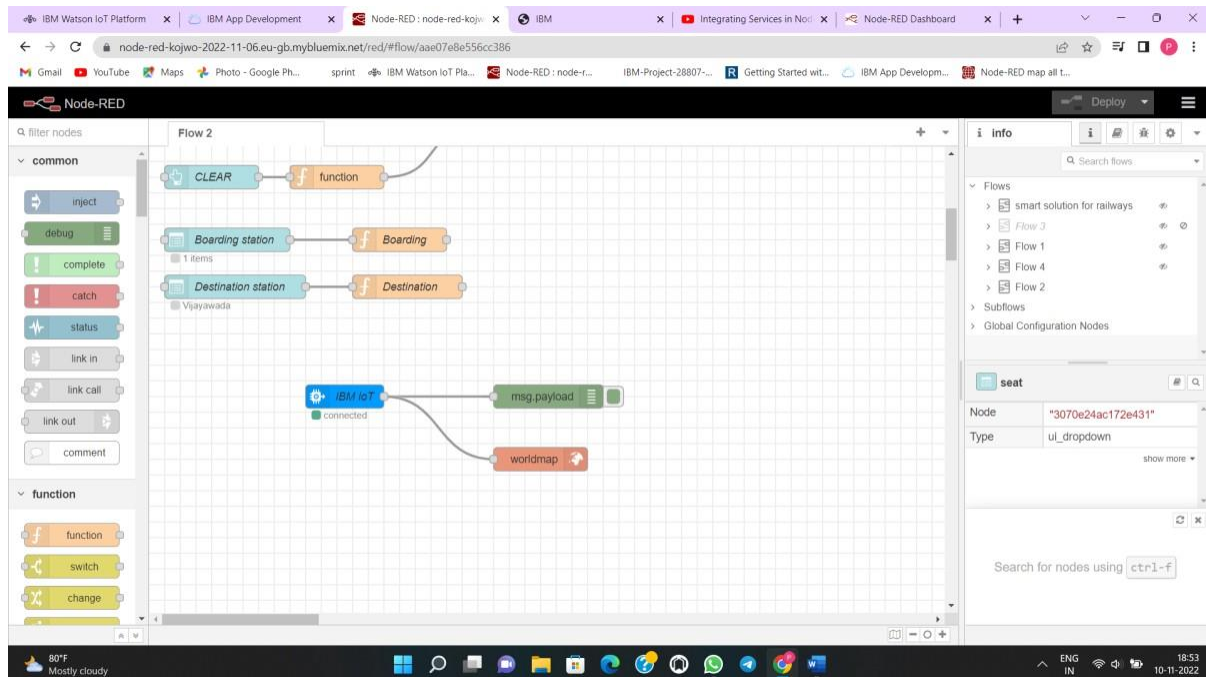 IBM Watson IoT Platform
IBM App Development
Node-RED : node-red-kojw
IBM
Integrating Services in Nod
Node-RED Dashboard
node-red-kojwo-2022-11-06.eu-gb.mybluemix.net/red/#flow/aae07e8e556cc386
P
Gmail
YouTube
Maps
Photo - Google Ph...
sprint
IBM Watson IoT Pla...
Node-RED : node-r...
IBM-Project-28807-...
Getting Started wit...
IBM App Developm...
Node-RED map all t...
Node-RED
Deploy
filter nodes
Flow 2
i info
i
common
Search flows
inject
debug
complete
catch
status
link in
link call
link out
comment
function
function
switch
change
CLEAR
function
Boarding station
1 items
Boarding
Destination station
Vijayawada
Destination
IBM IoT
connected
msg.payload
worldmap
Flows
smart solution for railways
Flow 3
Flow 1
Flow 4
Flow 2
Subflows
Global Configuration Nodes
seat
Node "3070e24ac172e431"
Type ui_dropdown
show more
Search for nodes using ctrl-f
80°F
Mostly cloudy
ENG
IN
18:53
10-11-2022